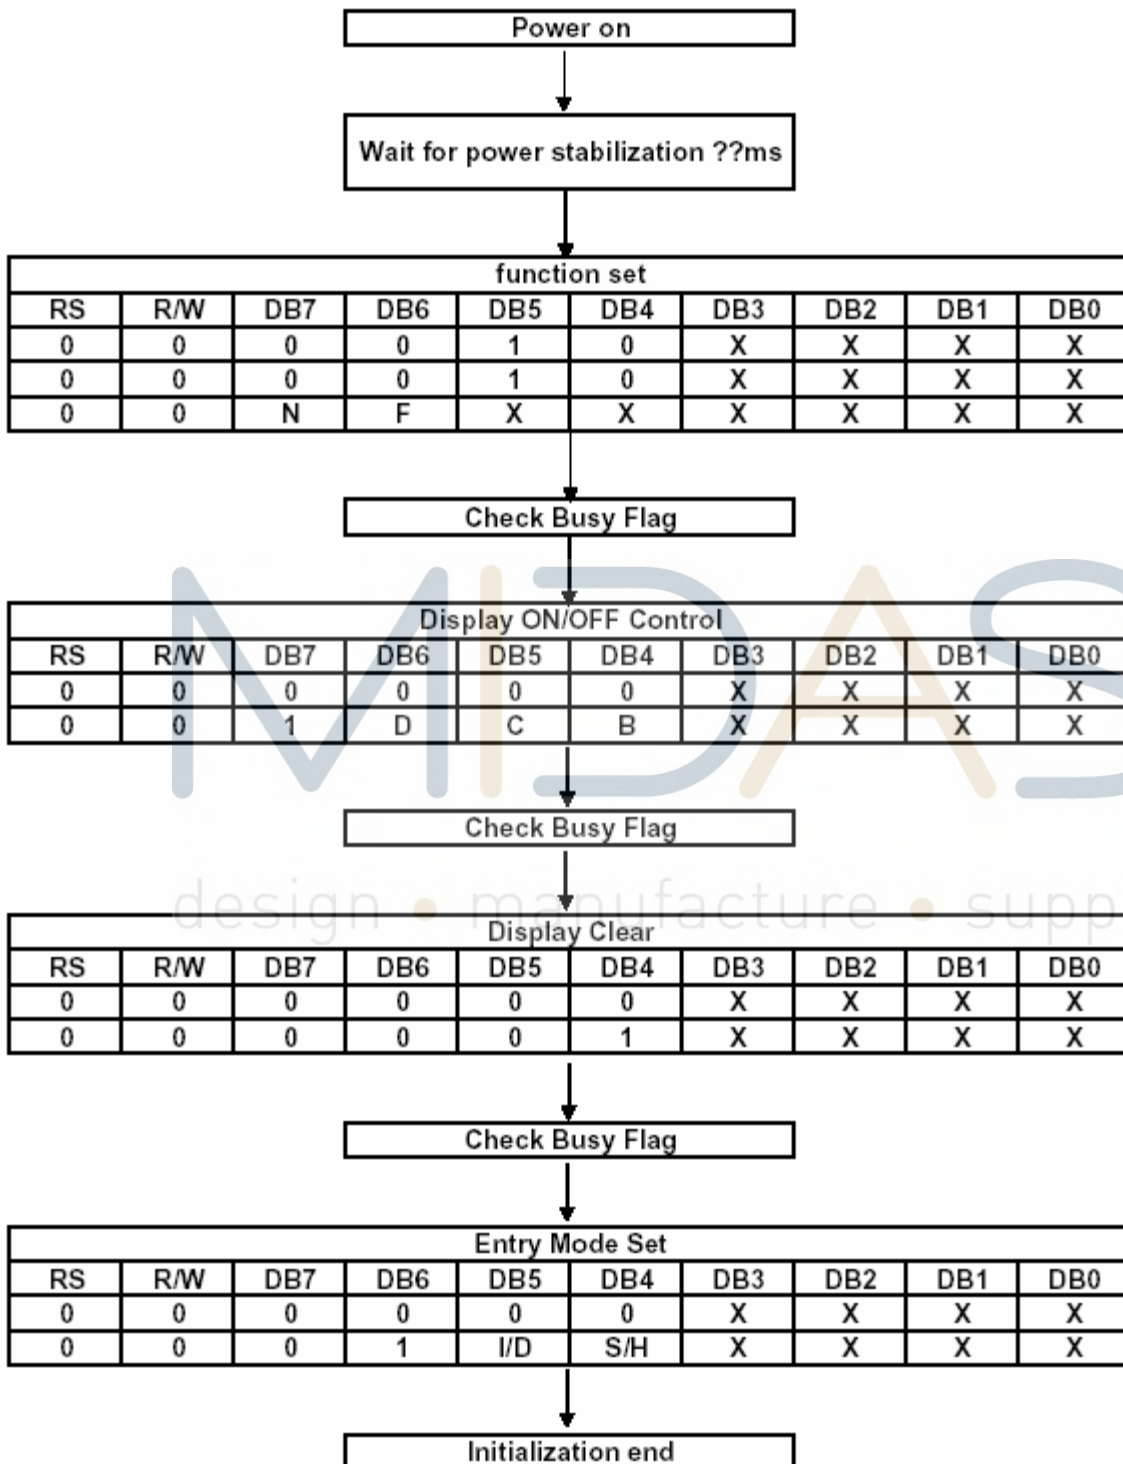 Power on
Wait for power stabilization ??ms
function set
RS R/W DB7 DB6 DB5 DB4 DB3 DB2 DB1 DB0
0 0 0 0 1 0 X X X X
0 0 0 0 1 0 X X X X
0 0 N F X X X X X X
Check Busy Flag
Display ON/OFF Control
RS R/W DB7 DB6 DB5 DB4 DB3 DB2 DB1 DB0
0 0 0 0 0 0 X X X X
0 0 1 D C B X X X X
MIDAS
Check Busy Flag
design • manufacture • supp
Display Clear
RS R/W DB7 DB6 DB5 DB4 DB3 DB2 DB1 DB0
0 0 0 0 0 0 X X X X
0 0 0 0 0 1 X X X X
Check Busy Flag
Entry Mode Set
RS R/W DB7 DB6 DB5 DB4 DB3 DB2 DB1 DB0
0 0 0 0 0 0 X X X X
0 0 0 1 I/D S/H X X X X
Initialization end